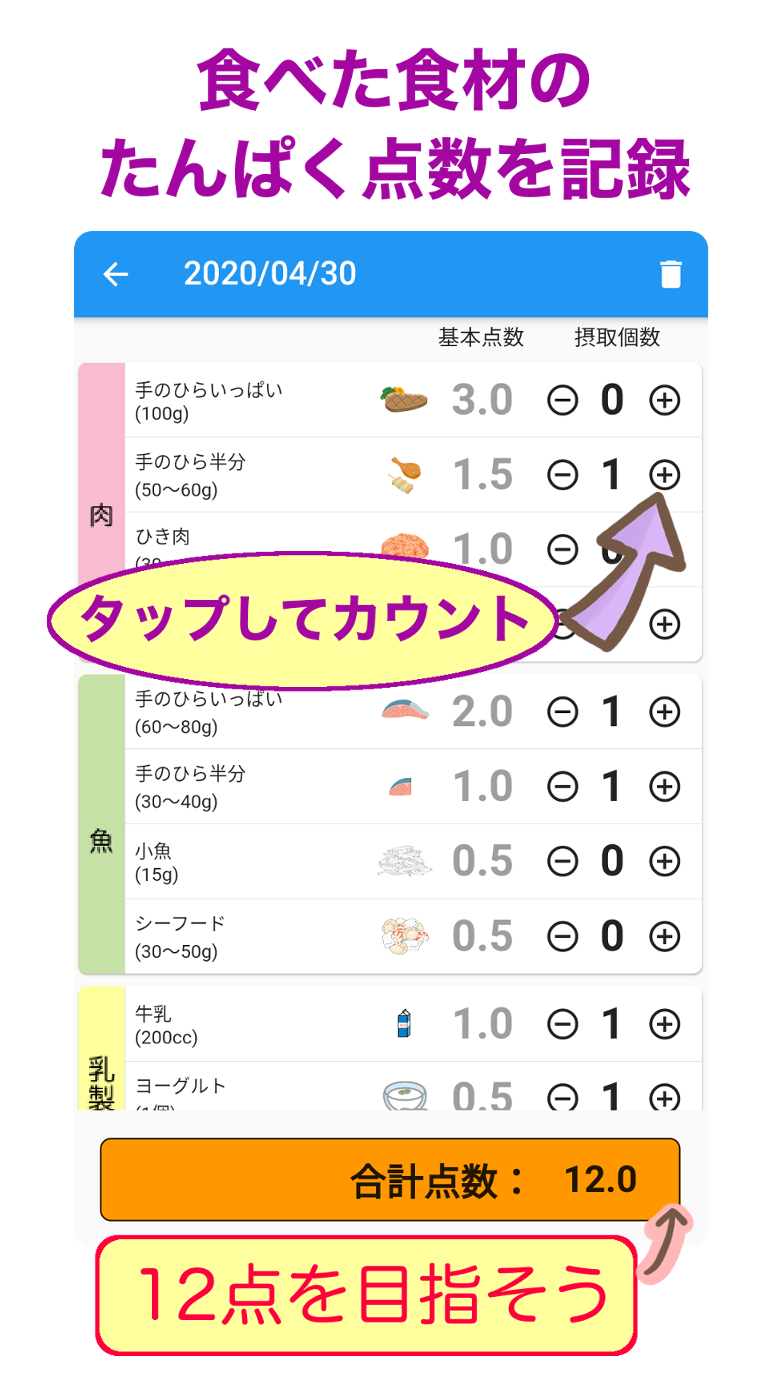 食べた食材の
たんぱく点数を記録
2020/04/30
基本点数 摂取個数
肉
手のひらいっぱい
(100g)
3.0 0
手のひら半分
(50～60g)
1.5 1
ひき肉
1.0
タップしてカウント
魚
手のひらいっぱい
(60～80g)
2.0 1
手のひら半分
(30～40g)
1.0 1
小魚
(15g)
0.5 0
シーフード
(30～50g)
0.5 0
乳製
牛乳
(200cc)
1.0 1
ヨーグルト
(1個)
0.5 1
合計点数： 12.0
12点を目指そう